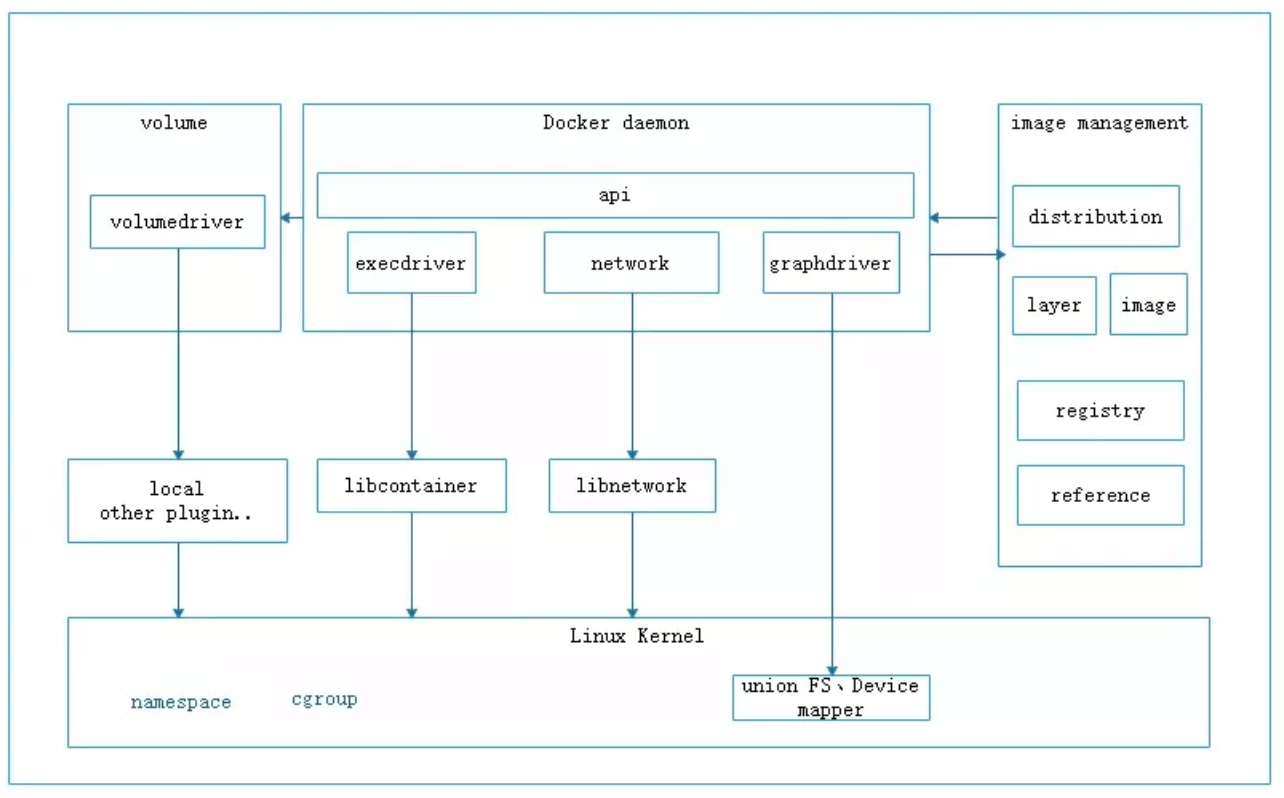 volume
Docker daemon
image management
api
volumedriver
distribution
execdriver
network
graphdriver
layer
image
registry
local
other plugin..
libcontainer
libnetwork
reference
Linux Kernel
namespace
cgroup
union FS、Device
mapper